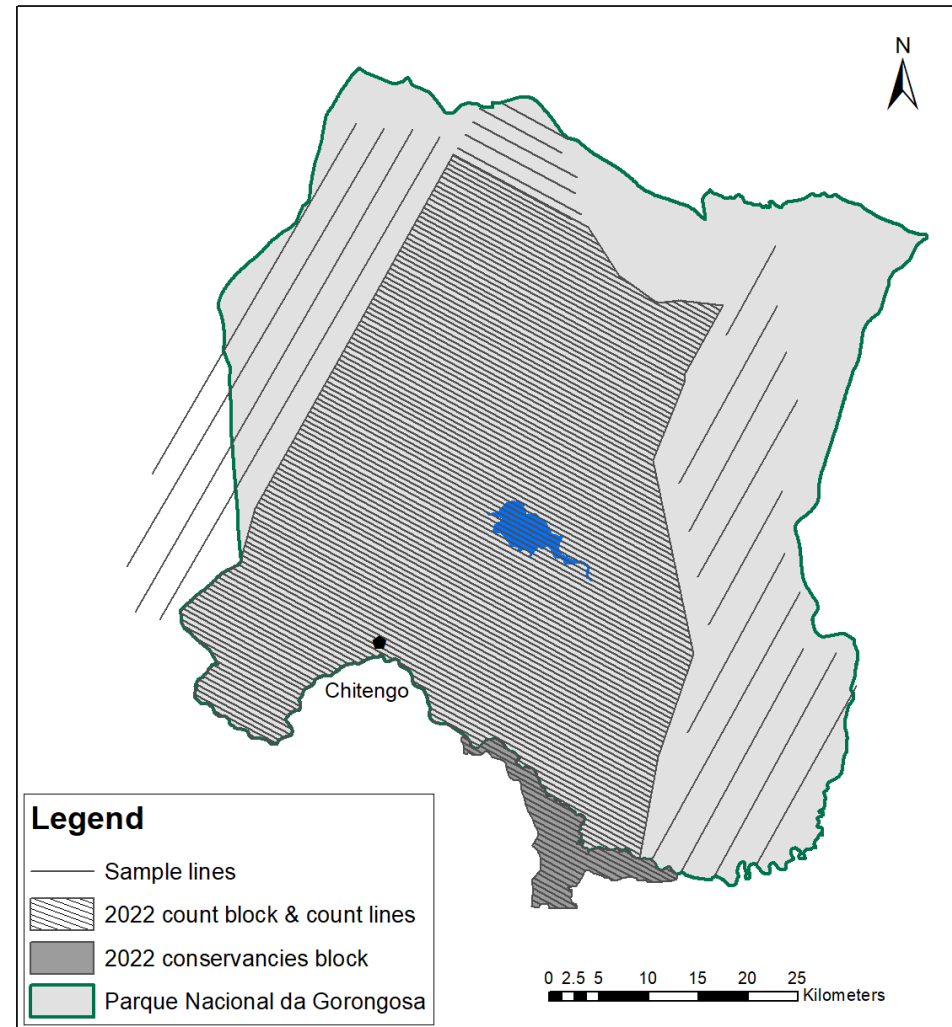 N
Chitengo
Legend
Sample lines
2022 count block & count lines
2022 conservancies block
Parque Nacional da Gorongosa
0 2.5 5 10 15 20 25
Kilometers